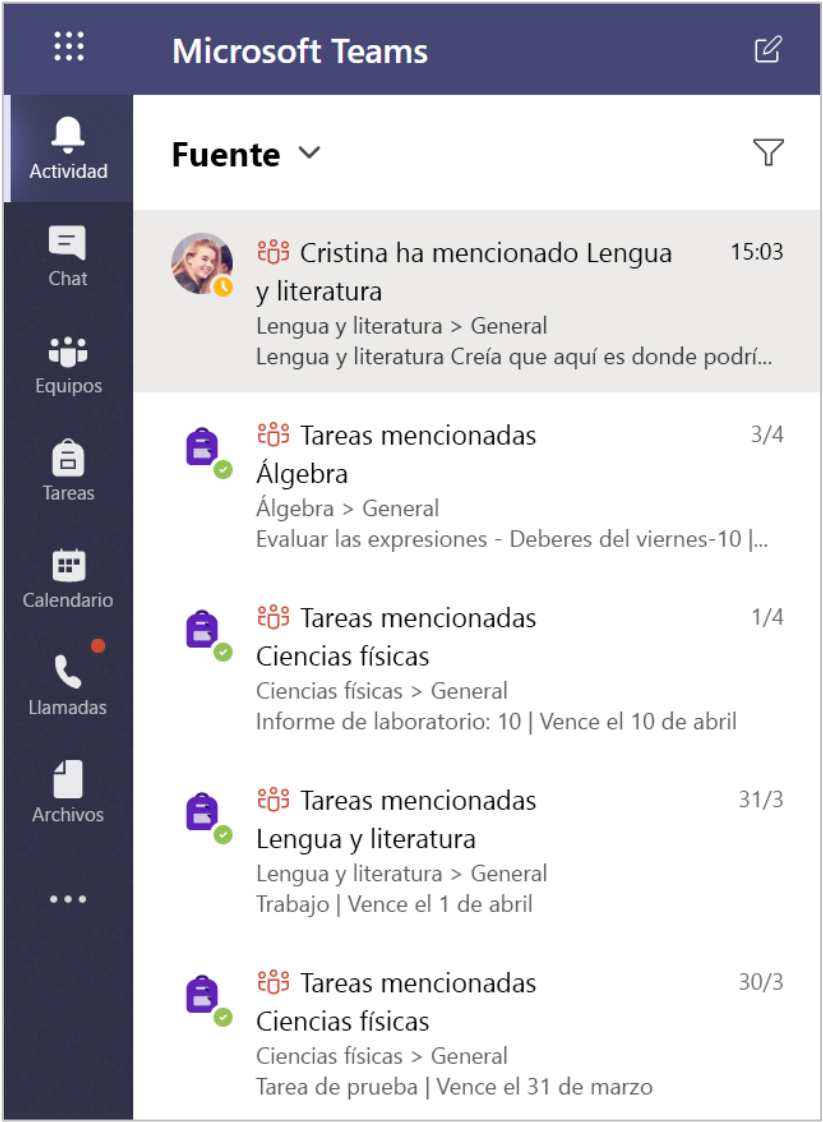 Microsoft Teams
Actividad
Chat
Equipos
Tareas
Calendario
Llamadas
Archivos
Fuente
Cristina ha mencionado Lengua 15:03
y literatura
Lengua y literatura > General
Lengua y literatura Creía que aquí es donde podrí...
Tareas mencionadas 3/4
Álgebra
Álgebra > General
Evaluar las expresiones - Deberes del viernes-10 |...
Tareas mencionadas 1/4
Ciencias físicas
Ciencias físicas > General
Informe de laboratorio: 10 | Vence el 10 de abril
Tareas mencionadas 31/3
Lengua y literatura
Lengua y literatura > General
Trabajo | Vence el 1 de abril
Tareas mencionadas 30/3
Ciencias físicas
Ciencias físicas > General
Tarea de prueba | Vence el 31 de marzo